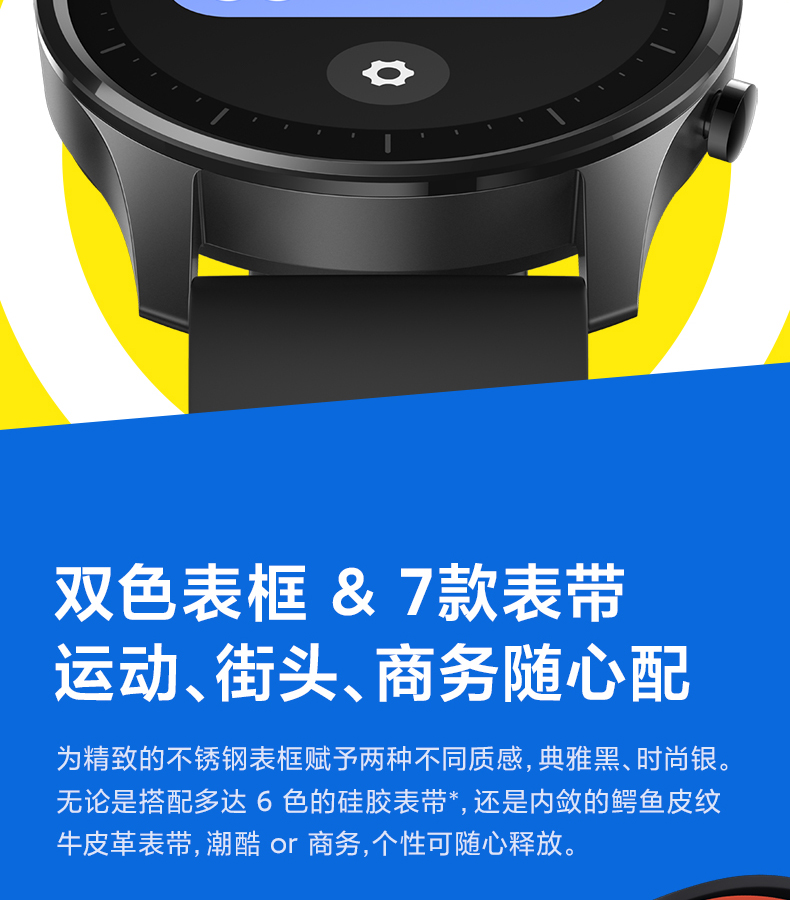 双色表框 & 7款表带
运动、街头、商务随心配
为精致的不锈钢表框赋予两种不同质感,典雅黑、时尚银。
无论是搭配多达 6 色的硅胶表带*,还是内敛的鳄鱼皮纹
牛皮革表带,潮酷 or 商务,个性可随心释放。